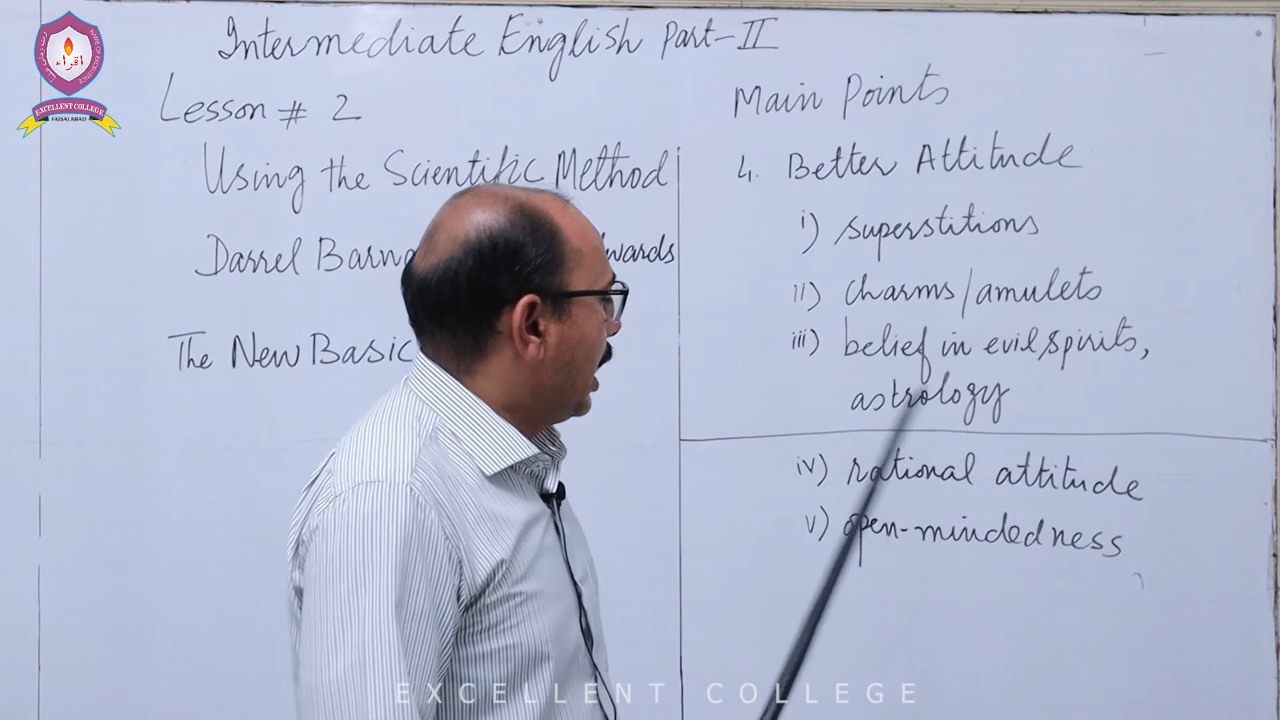 Intermediate English Part-II
Lesson # 2
Using the Scientific Method
Darrel Barna wards
The New Basic
Main Points
4. Better Attitude
i) superstitions
ii) charms/amulets
iii) belief in evil spirits,
astrology
iv) rational attitude
v) open-mindedness
اقراء
EXCELLENT COLLEGE
FAISALABAD
EXCELLENT COLLEGE